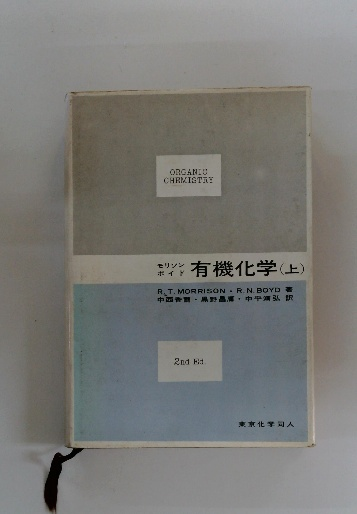 ORGANIC
CHEMISTRY
モリソン
ボイド
有機化学(上)
R.T.MORRISON・R.N.BOYD 著
中西香爾・黒野昌庸・中平靖弘 訳
2nd Ed.
東京化学同人